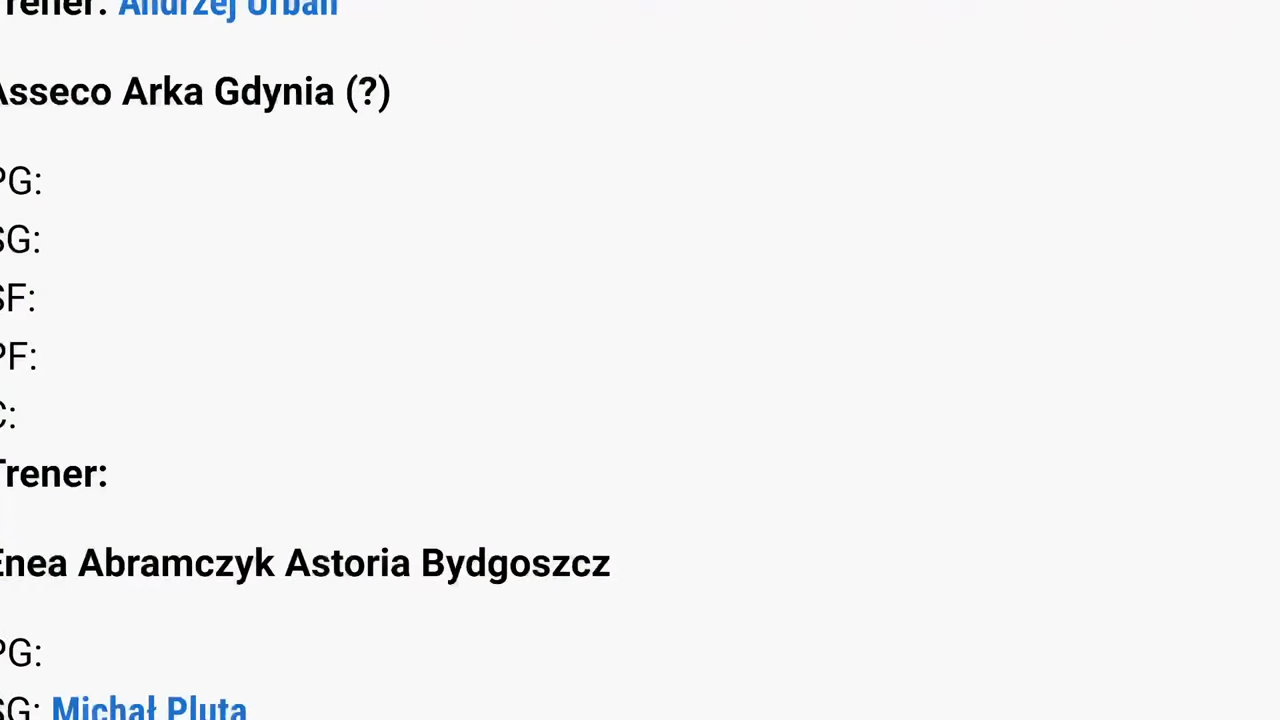 Trener: Andrzej Urban
Asseco Arka Gdynia (?)
PG:
SG:
SF:
PF:
C:
Trener:
Enea Abramczyk Astoria Bydgoszcz
PG:
SG: Michał Pluta